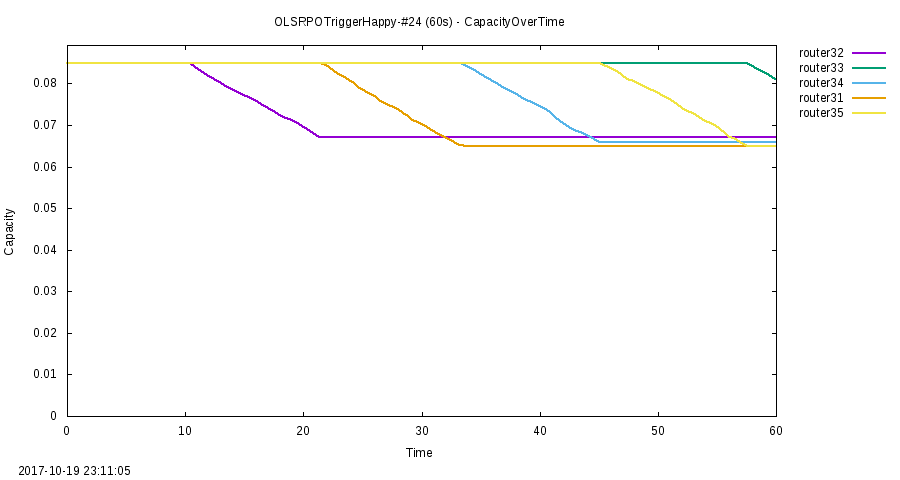 OLSRPOTriggerHappy-#24 (60s) - CapacityOverTime
router32
router33
router34
router31
router35
0.08
0.07
0.06
0.05
0.04
0.03
0.02
0.01
0
Capacity
0 10 20 30 40 50 60
Time
2017-10-19 23:11:05